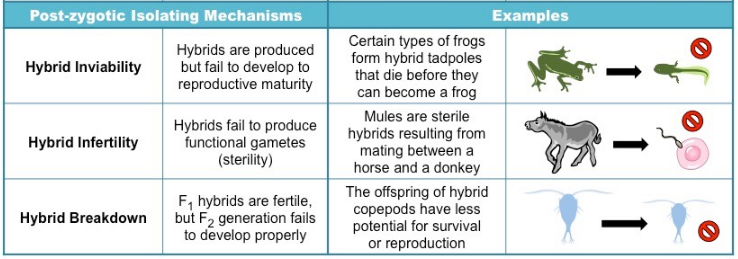 Post-zygotic Isolating Mechanisms
Examples
Hybrid Inviability
Hybrids are produced
but fail to develop to
reproductive maturity
Certain types of frogs
form hybrid tadpoles
that die before they
can become a frog
Hybrid Infertility
Hybrids fail to produce
functional gametes
(sterility)
Mules are sterile
hybrids resulting from
mating between a
horse and a donkey
Hybrid Breakdown
F₁ hybrids are fertile,
but F₂ generation fails
to develop properly
The offspring of hybrid
copepods have less
potential for survival
or reproduction